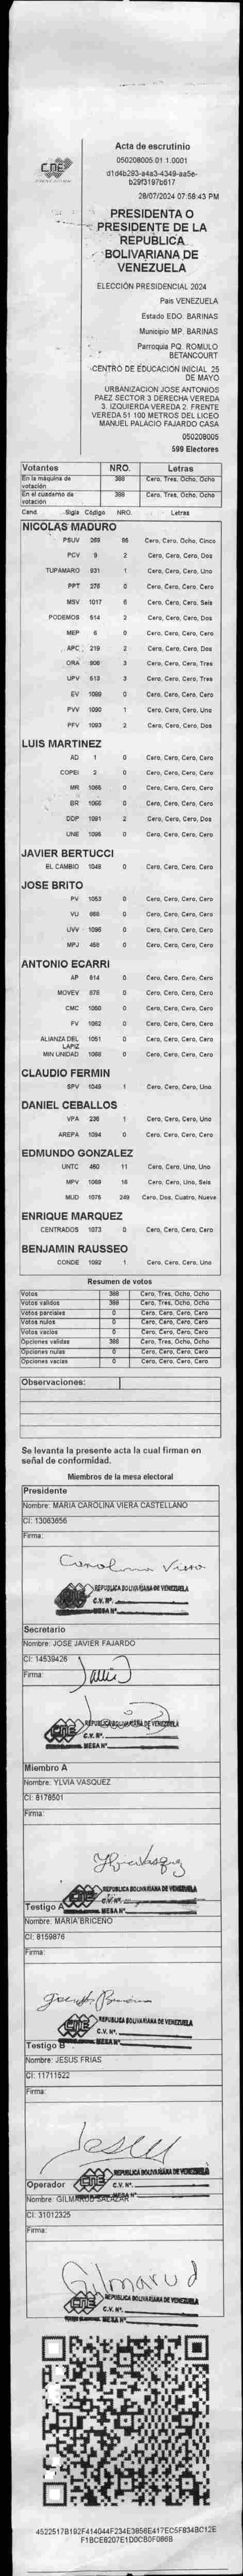 Acta de escrutinio
050208005.01.1.0001
d1d4b293-a4a3-4349-aa5e-
b29f3197b617
28/07/2024 07:58:43 PM
CNE
PRESIDENTA O
PRESIDENTE DE LA
REPUBLICA
BOLIVARIANA DE
VENEZUELA
ELECCIÓN PRESIDENCIAL 2024
Pais VENEZUELA
Estado EDO. BARINAS
Municipio MP. BARINAS
Parroquia PQ. ROMULO
BETANCOURT
CENTRO DE EDUCACIÓN INICIAL 25
DE MAYO
URBANIZACION JOSE ANTONIOS
PAEZ SECTOR 3 DERECHA VEREDA
3. IZQUIERDA VEREDA 2. FRENTE
VEREDA 51 100 METROS DEL LICEO
MANUEL PALACIO FAJARDO CASA
050208005
599 Electores
Votantes NRO. Letras
En la máquina de votación 388 Cero, Tres, Ocho, Ocho
En el cuaderno de votación 388 Cero, Tres, Ocho, Ocho
Cand. Sigla Código NRO. Letras
NICOLAS MADURO
PSUV 269 85 Cero, Cero, Ocho, Cinco
PCV 9 2 Cero, Cero, Cero, Dos
TUPAMARO 931 1 Cero, Cero, Cero, Uno
PPT 275 0 Cero, Cero, Cero, Cero
MSV 1017 6 Cero, Cero, Cero, Seis
PODEMOS 514 2 Cero, Cero, Cero, Dos
MEP 6 0 Cero, Cero, Cero, Cero
APC 219 2 Cero, Cero, Cero, Dos
ORA 906 3 Cero, Cero, Cero, Tres
UPV 613 3 Cero, Cero, Cero, Tres
EV 1089 0 Cero, Cero, Cero, Cero
PVV 1090 1 Cero, Cero, Cero, Uno
PFV 1093 2 Cero, Cero, Cero, Dos
LUIS MARTINEZ
AD 1 0 Cero, Cero, Cero, Cero
COPEI 2 0 Cero, Cero, Cero, Cero
MR 1065 0 Cero, Cero, Cero, Cero
BR 1066 0 Cero, Cero, Cero, Cero
DDP 1091 2 Cero, Cero, Cero, Dos
UNE 1095 0 Cero, Cero, Cero, Cero
JAVIER BERTUCCI
EL CAMBIO 1049 0 Cero, Cero, Cero, Cero
JOSE BRITO
PV 1053 0 Cero, Cero, Cero, Cero
VU 666 0 Cero, Cero, Cero, Cero
UVV 1096 0 Cero, Cero, Cero, Cero
MPJ 458 0 Cero, Cero, Cero, Cero
ANTONIO ECARRI
AP 814 0 Cero, Cero, Cero, Cero
MOVEV 878 0 Cero, Cero, Cero, Cero
CMC 1050 0 Cero, Cero, Cero, Cero
FV 1062 0 Cero, Cero, Cero, Cero
ALIANZA DEL LAPIZ 1051 0 Cero, Cero, Cero, Cero
MIN UNIDAD 1068 0 Cero, Cero, Cero, Cero
CLAUDIO FERMIN
SPV 1045 1 Cero, Cero, Cero, Uno
DANIEL CEBALLOS
VPA 236 1 Cero, Cero, Cero, Uno
AREPA 1094 0 Cero, Cero, Cero, Cero
EDMUNDO GONZALEZ
UNTC 460 11 Cero, Cero, Uno, Uno
MPV 1069 16 Cero, Cero, Uno, Seis
MUD 1075 249 Cero, Dos, Cuatro, Nueve
ENRIQUE MARQUEZ
CENTRADOS 1073 0 Cero, Cero, Cero, Cero
BENJAMIN RAUSSEO
CONDE 1092 1 Cero, Cero, Cero, Uno
Resumen de votos
Votos 388 Cero, Tres, Ocho, Ocho
Votos validos 388 Cero, Tres, Ocho, Ocho
Votos parciales 0 Cero, Cero, Cero, Cero
Votos nulos 0 Cero, Cero, Cero, Cero
Votos vacios 0 Cero, Cero, Cero, Cero
Opciones validas 388 Cero, Tres, Ocho, Ocho
Opciones nulas 0 Cero, Cero, Cero, Cero
Opciones vacias 0 Cero, Cero, Cero, Cero
Observaciones:
Se levanta la presente acta la cual firman en
señal de conformidad.
Miembros de la mesa electoral
Presidente
Nombre: MARIA CAROLINA VIERA CASTELLANO
CI: 13063656
Firma:
Carolina Viera
CNE REPUBLICA BOLIVARIANA DE VENEZUELA
C.V. Nº.
MESA Nº.
Secretario
Nombre: JOSE JAVIER FAJARDO
CI: 14539426
Firma:
CNE REPUBLICA BOLIVARIANA DE VENEZUELA
C.V. Nº.
MESA Nº.
Miembro A
Nombre: YLVIA VASQUEZ
CI: 8178501
Firma:
CNE REPUBLICA BOLIVARIANA DE VENEZUELA
C.V. Nº.
MESA Nº.
Testigo A
Nombre: MARIA BRICENO
CI: 8159876
Firma:
CNE REPUBLICA BOLIVARIANA DE VENEZUELA
C.V. Nº.
MESA Nº.
Testigo B
Nombre: JESUS FRIAS
CI: 11711522
Firma:
Jesus
CNE REPUBLICA BOLIVARIANA DE VENEZUELA
C.V. Nº.
MESA Nº.
Operador
Nombre: GILMARUD SALAZAR
CI: 31012325
Firma:
Gilmarud
CNE REPUBLICA BOLIVARIANA DE VENEZUELA
C.V. Nº.
MESA Nº.
4522517B192F414044F234E3856E417EC5F834BC12E
F1BCE8207E1D0CB0F086B